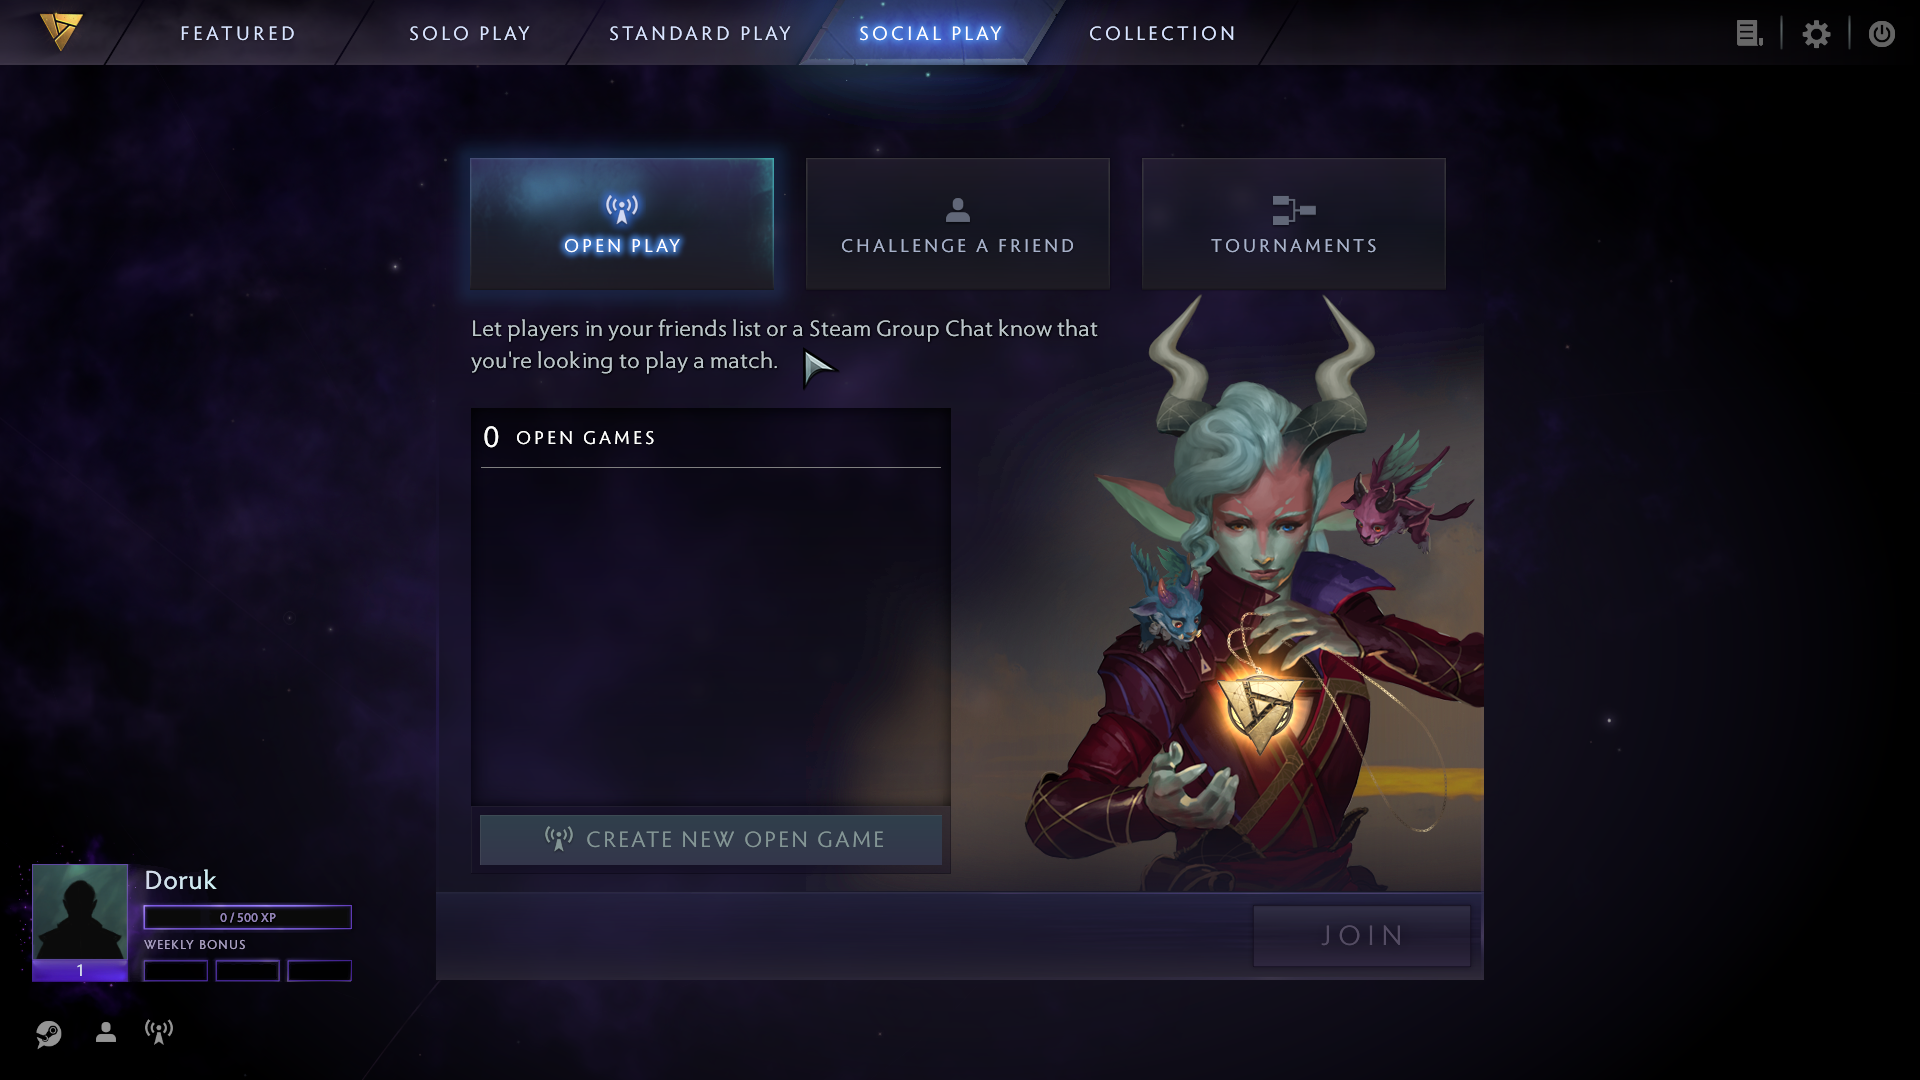 FEATURED
SOLO PLAY
STANDARD PLAY
SOCIAL PLAY
COLLECTION
OPEN PLAY
CHALLENGE A FRIEND
TOURNAMENTS
Let players in your friends list or a Steam Group Chat know that
you're looking to play a match.
0 OPEN GAMES
CREATE NEW OPEN GAME
JOIN
Doruk
0 / 500 XP
WEEKLY BONUS
1